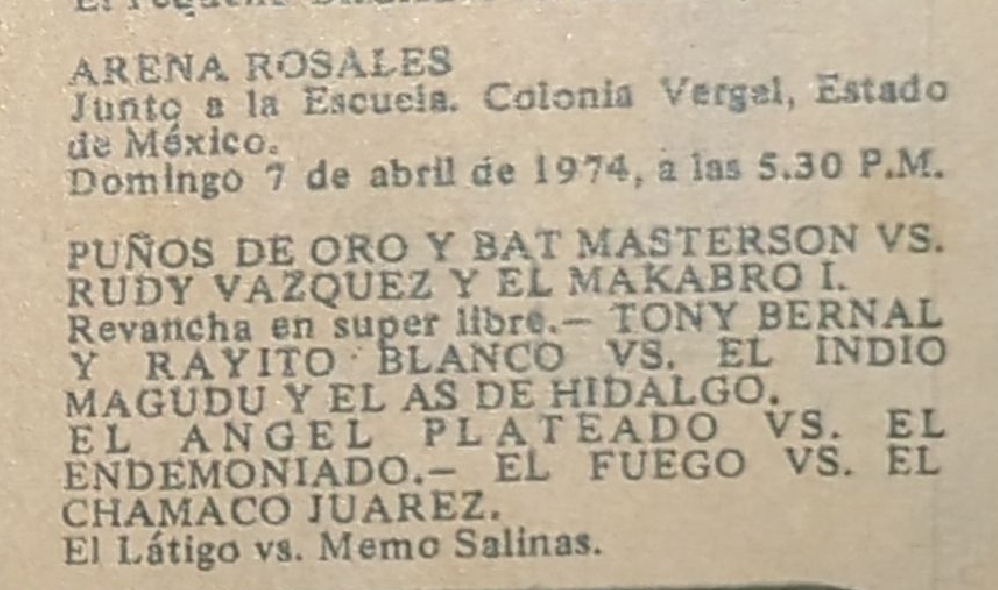 ARENA ROSALES
Junto a la Escuela. Colonia Vergel, Estado
de México.
Domingo 7 de abril de 1974, a las 5.30 P.M.
PUÑOS DE ORO Y BAT MASTERSON VS.
RUDY VAZQUEZ Y EL MAKABRO I.
Revancha en super libre.— TONY BERNAL
Y RAYITO BLANCO VS. EL INDIO
MAGUDU Y EL AS DE HIDALGO.
EL ANGEL PLATEADO VS. EL
ENDEMONIADO.— EL FUEGO VS. EL
CHAMACO JUAREZ.
El Látigo vs. Memo Salinas.